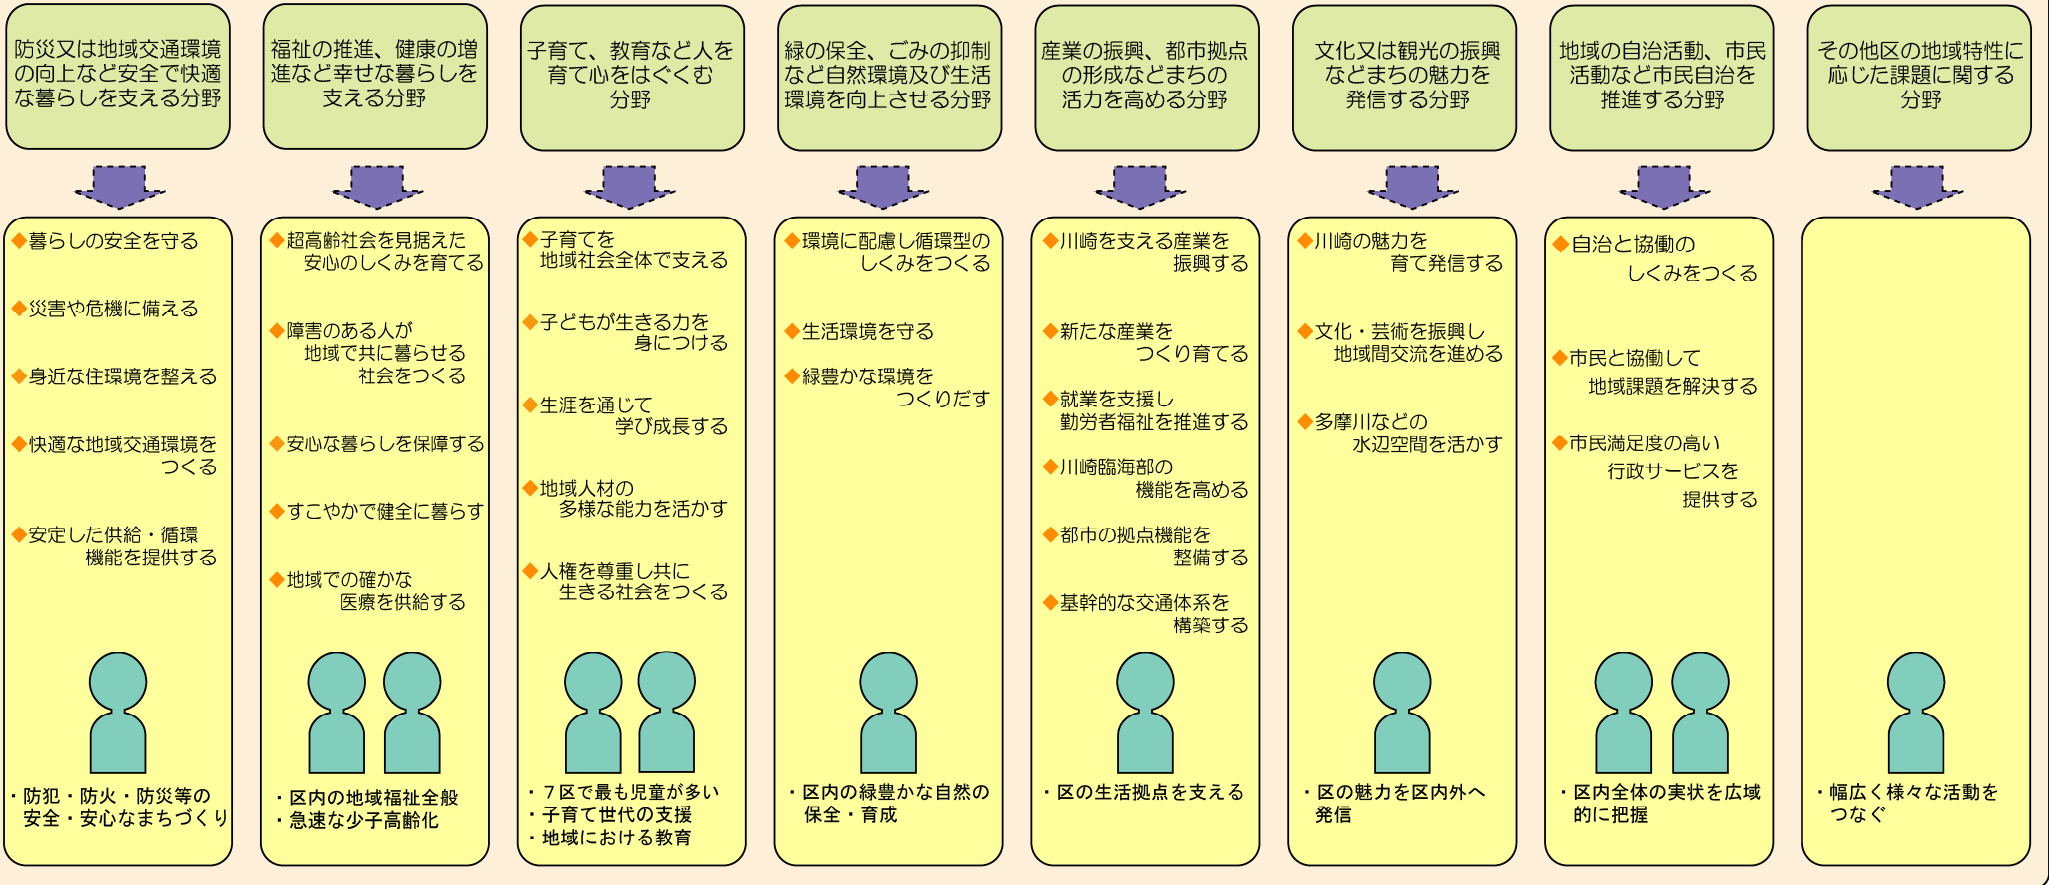 防災又は地域交通環境
の向上など安全で快適
な暮らしを支える分野
福祉の推進、健康の増
進など幸せな暮らしを
支える分野
子育て、教育など人を
育て心をはぐくむ
分野
緑の保全、ごみの抑制
など自然環境及び生活
環境を向上させる分野
産業の振興、都市拠点
の形成などまちの
活力を高める分野
文化又は観光の振興
などまちの魅力を
発信する分野
地域の自治活動、市民
活動など市民自治を
推進する分野
その他区の地域特性に
応じた課題に関する
分野
◆暮らしの安全を守る
◆災害や危機に備える
◆身近な住環境を整える
◆快適な地域交通環境を
つくる
◆安定した供給・循環
機能を提供する
・防犯・防火・防災等の
安全・安心なまちづくり
◆超高齢社会を見据えた
安心のしくみを育てる
◆障害のある人が
地域で共に暮らせる
社会をつくる
◆安心な暮らしを保障する
◆すこやかで健全に暮らす
◆地域での確かな
医療を供給する
・区内の地域福祉全般
・急速な少子高齢化
◆子育てを
地域社会全体で支える
◆子どもが生きる力を
身につける
◆生涯を通じて
学び成長する
◆地域人材の
多様な能力を活かす
◆人権を尊重し共に
生きる社会をつくる
・７区で最も児童が多い
・子育て世代の支援
・地域における教育
◆環境に配慮し循環型の
しくみをつくる
◆生活環境を守る
◆緑豊かな環境を
つくりだす
・区内の緑豊かな自然の
保全・育成
◆川崎を支える産業を
振興する
◆新たな産業を
つくり育てる
◆就業を支援し
勤労者福祉を推進する
◆川崎臨海部の
機能を高める
◆都市の拠点機能を
整備する
◆基幹的な交通体系を
構築する
・区の生活拠点を支える
◆川崎の魅力を
育て発信する
◆文化・芸術を振興し
地域間交流を進める
◆多摩川などの
水辺空間を活かす
・区の魅力を区内外へ
発信
◆自治と協働の
しくみをつくる
◆市民と協働して
地域課題を解決する
◆市民満足度の高い
行政サービスを
提供する
・区内全体の実状を広域
的に把握
・幅広く様々な活動を
つなぐ